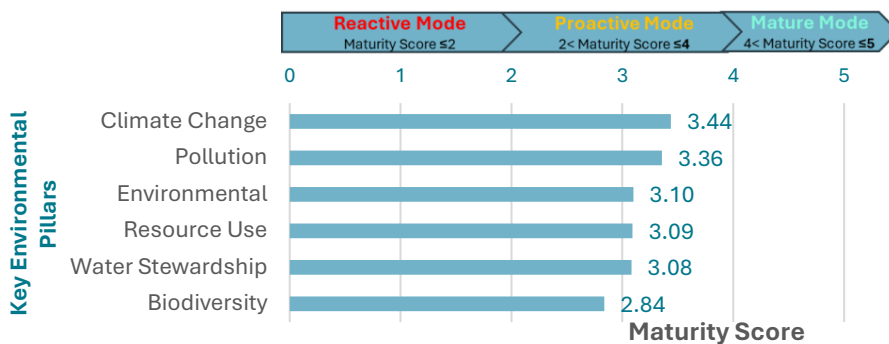 Reactive Mode
Maturity Score ≤2
Proactive Mode
2< Maturity Score ≤4
Mature Mode
4< Maturity Score ≤5
0 1 2 3 4 5
Key Environmental
Pillars
Climate Change 3.44
Pollution 3.36
Environmental 3.10
Resource Use 3.09
Water Stewardship 3.08
Biodiversity 2.84
Maturity Score